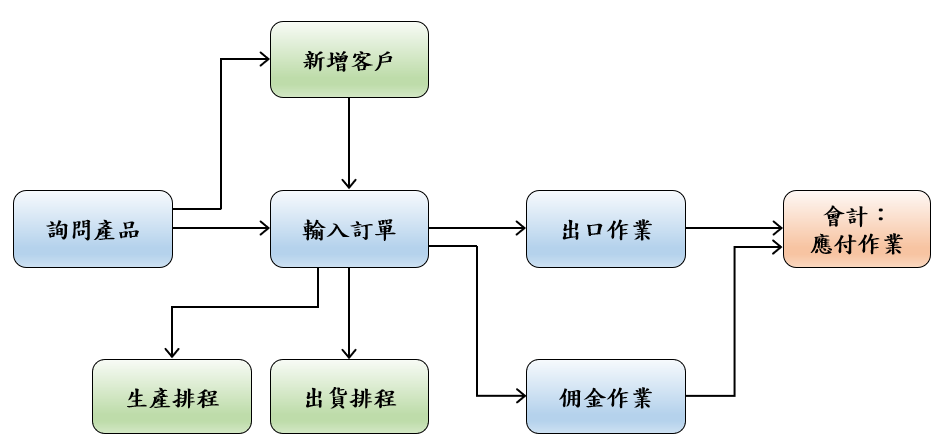 新增客戶
詢問產品
輸入訂單
出口作業
會計：
應付作業
生產排程
出貨排程
佣金作業